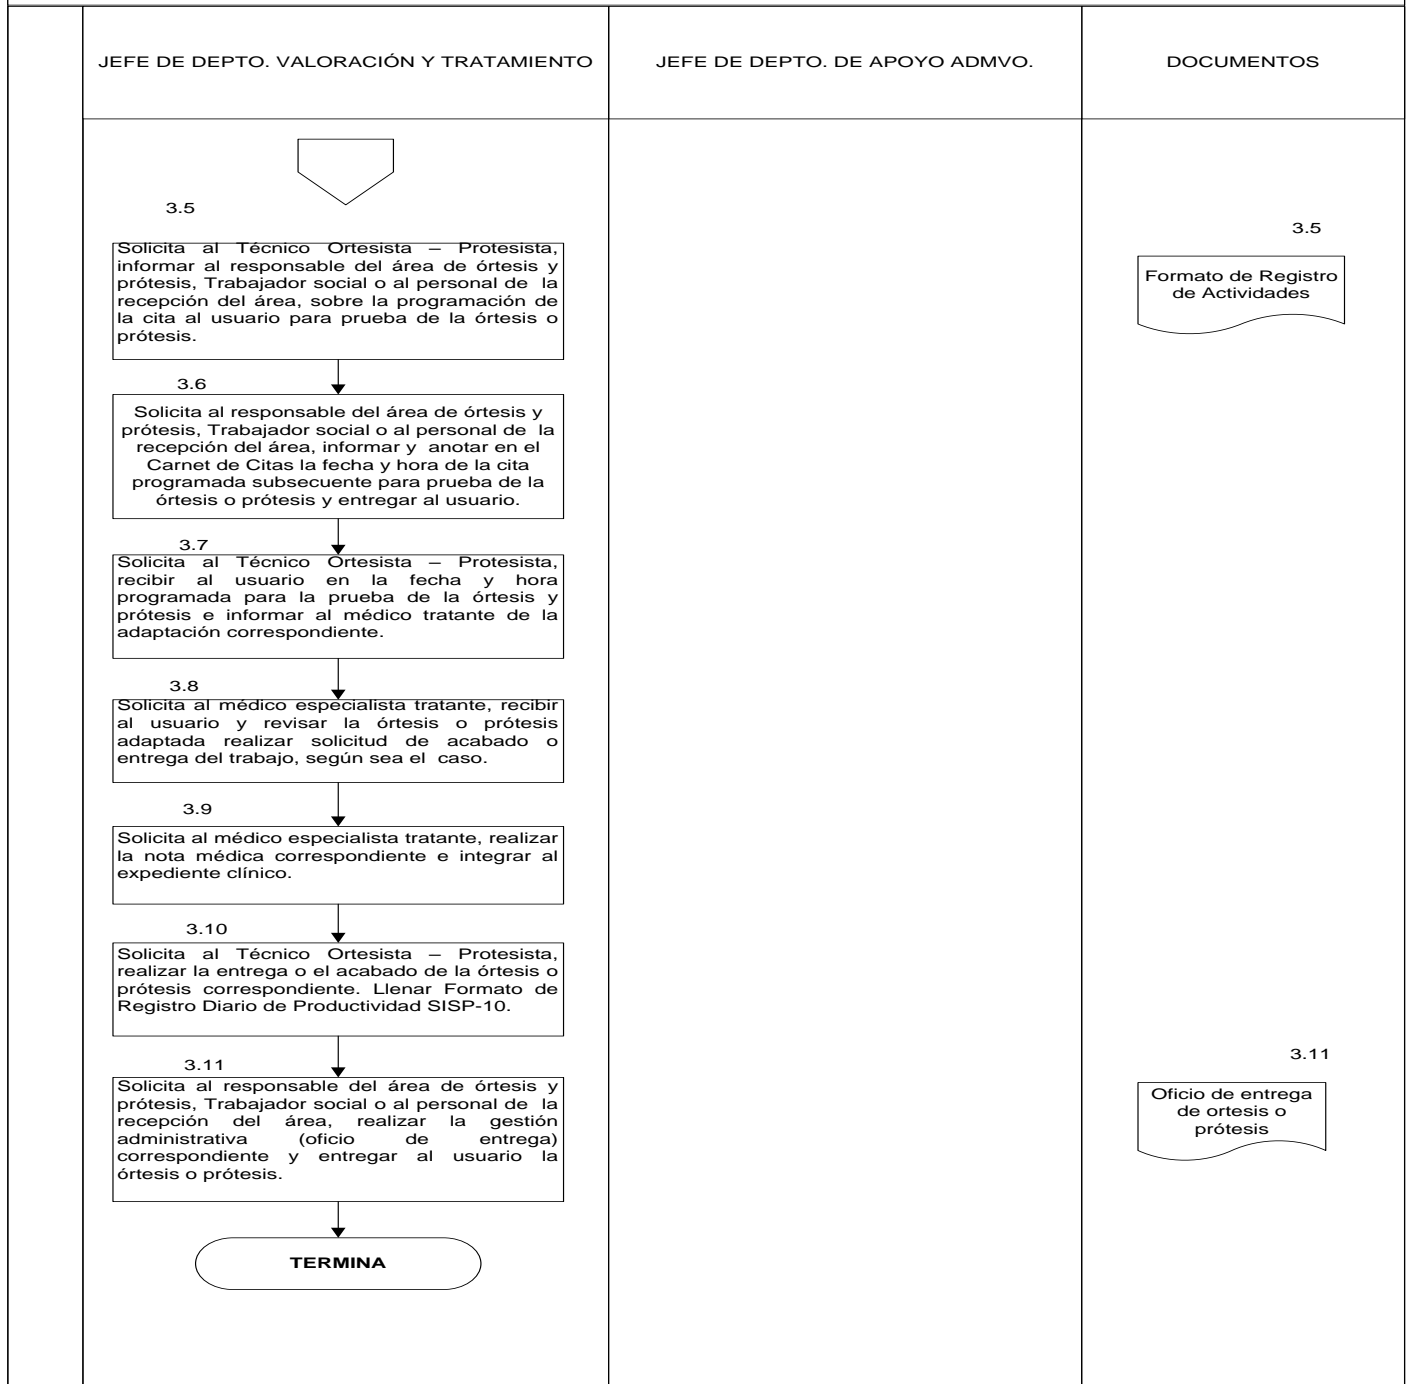 JEFE DE DEPTO. VALORACIÓN Y TRATAMIENTO
JEFE DE DEPTO. DE APOYO ADMVO.
DOCUMENTOS
3.5
Solicita al Técnico Ortesista – Protesista,
informar al responsable del área de órtesis y
prótesis, Trabajador social o al personal de la
recepción del área, sobre la programación de
la cita al usuario para prueba de la órtesis o
prótesis.
3.5
Formato de Registro
de Actividades
3.6
Solicita al responsable del área de órtesis y
prótesis, Trabajador social o al personal de la
recepción del área, informar y anotar en el
Carnet de Citas la fecha y hora de la cita
programada subsecuente para prueba de la
órtesis o prótesis y entregar al usuario.
3.7
Solicita al Técnico Ortesista – Protesista,
recibir al usuario en la fecha y hora
programada para la prueba de la órtesis y
prótesis e informar al médico tratante de la
adaptación correspondiente.
3.8
Solicita al médico especialista tratante, recibir
al usuario y revisar la órtesis o prótesis
adaptada realizar solicitud de acabado o
entrega del trabajo, según sea el caso.
3.9
Solicita al médico especialista tratante, realizar
la nota médica correspondiente e integrar al
expediente clínico.
3.10
Solicita al Técnico Ortesista – Protesista,
realizar la entrega o el acabado de la órtesis o
prótesis correspondiente. Llenar Formato de
Registro Diario de Productividad SISP-10.
3.11
Solicita al responsable del área de órtesis y
prótesis, Trabajador social o al personal de la
recepción del área, realizar la gestión
administrativa (oficio de entrega)
correspondiente y entregar al usuario la
órtesis o prótesis.
3.11
Oficio de entrega
de ortesis o
prótesis
TERMINA